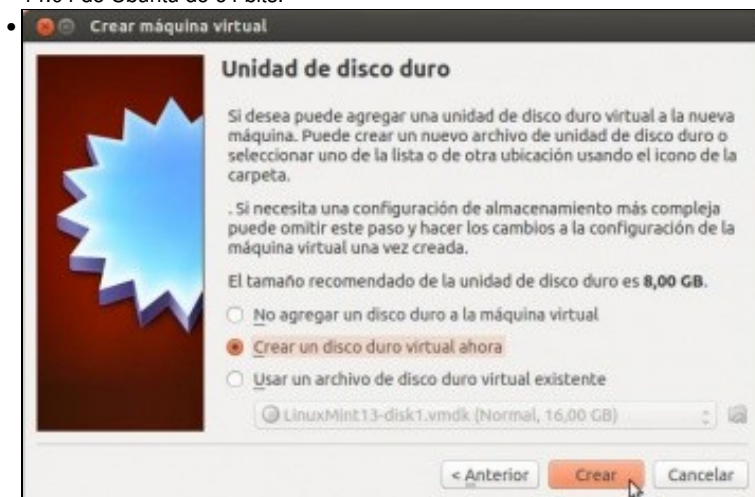 Crear máquina virtual
Unidad de disco duro
Si desea puede agregar una unidad de disco duro virtual a la nueva
máquina. Puede crear un nuevo archivo de unidad de disco duro o
seleccionar uno de la lista o de otra ubicación usando el icono de la
carpeta.
. Si necesita una configuración de almacenamiento más compleja
puede omitir este paso y hacer los cambios a la configuración de la
máquina virtual una vez creada.
El tamaño recomendado de la unidad de disco duro es 8,00 GB.
No agregar un disco duro a la máquina virtual
Crear un disco duro virtual ahora
Usar un archivo de disco duro virtual existente
LinuxMint13-disk1.vmdk (Normal, 16,00 GB)
< Anterior Crear Cancelar